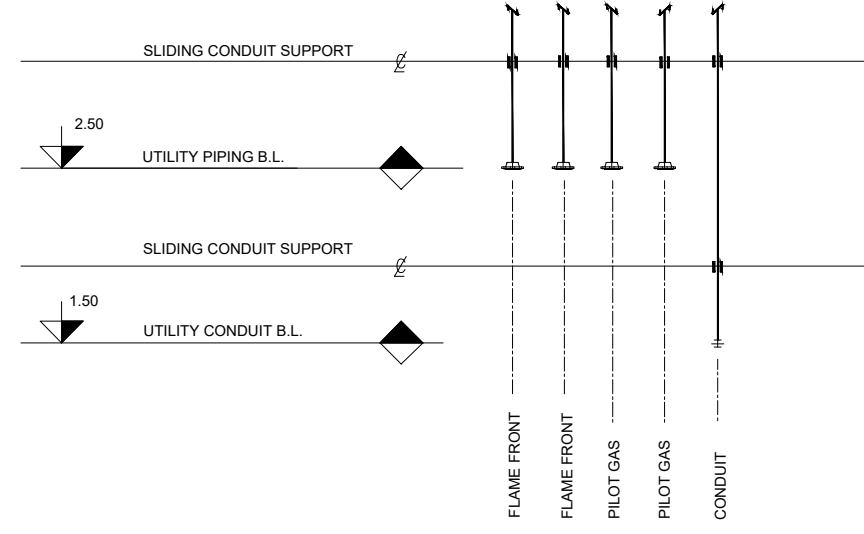 SLIDING CONDUIT SUPPORT
2.50
UTILITY PIPING B.L.
SLIDING CONDUIT SUPPORT
1.50
UTILITY CONDUIT B.L.
FLAME FRONT
FLAME FRONT
PILOT GAS
PILOT GAS
CONDUIT